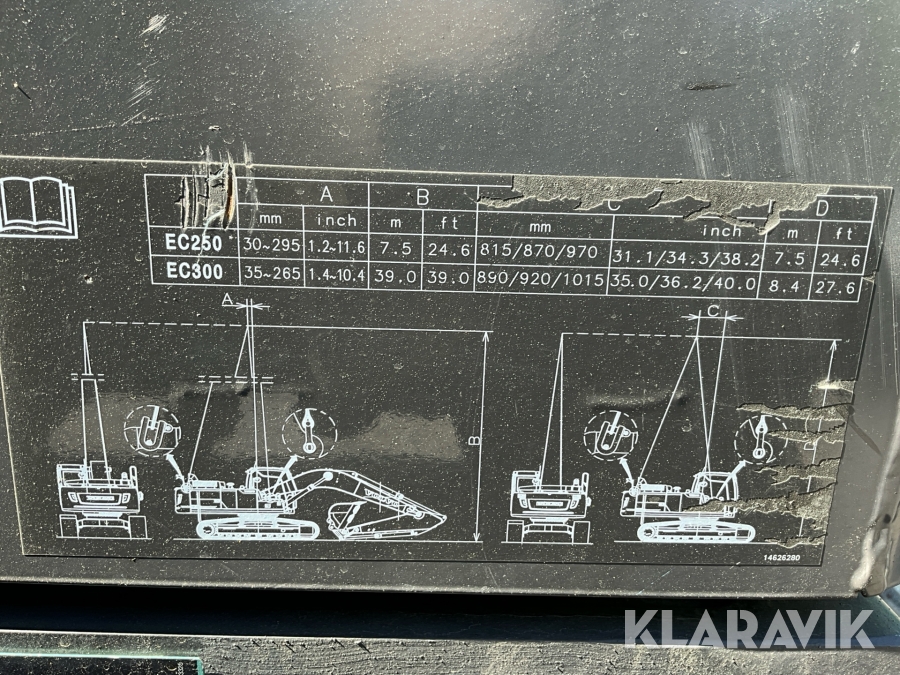 A B C D
mm inch m ft mm inch m ft
EC250 30~295 1.2~11.6 7.5 24.6 815/870/970 31.1/34.3/38.2 7.5 24.6
EC300 35~265 1.4~10.4 39.0 39.0 890/920/1015 35.0/36.2/40.0 8.4 27.6
A
C
B
14626280
KLARAVIK